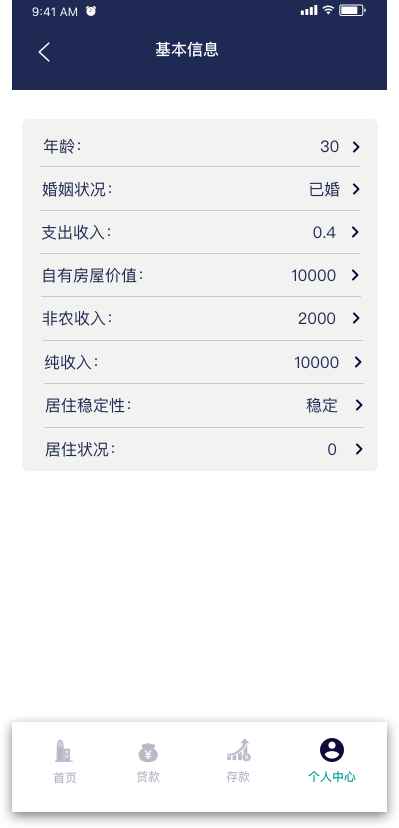 9:41 AM
基本信息
年龄： 30
婚姻状况： 已婚
支出收入： 0.4
自有房屋价值： 10000
非农收入： 2000
纯收入： 10000
居住稳定性： 稳定
居住状况： 0
首页 贷款 存款 个人中心